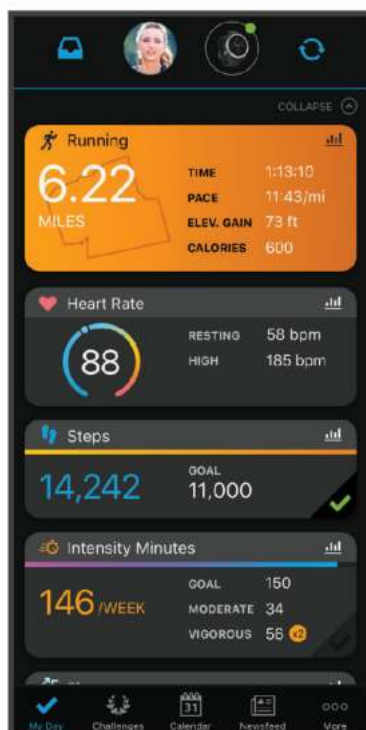 COLLAPSE
Running
6.22
MILES
TIME 1:13:10
PACE 11:43/mi
ELEV. GAIN 73 ft
CALORIES 600
Heart Rate
88
RESTING 58 bpm
HIGH 185 bpm
Steps
14,242
GOAL
11,000
Intensity Minutes
146/WEEK
GOAL 150
MODERATE 34
VIGOROUS 56 x2
31
My Day Challenges Calendar Newsfeed More